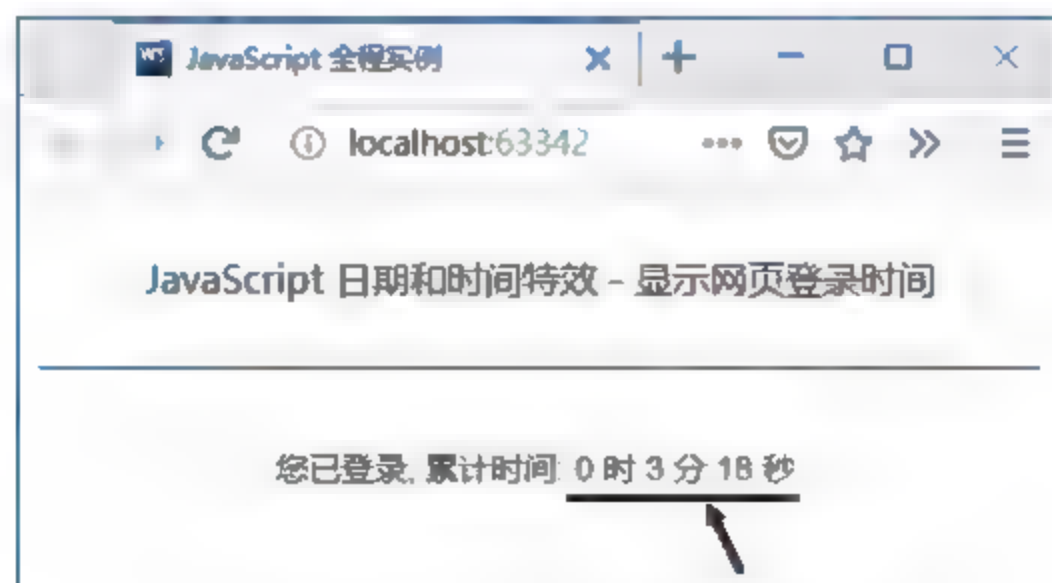 WS JavaScript 全程实例
localhost:63342
JavaScript 日期和时间特效 - 显示网页登录时间
您已登录, 累计时间: 0 时 3 分 18 秒